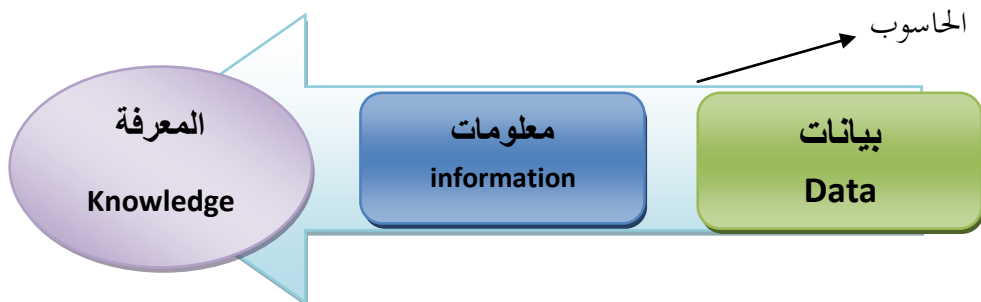 الحاسوب
بيانات
Data
معلومات
information
المعرفة
Knowledge